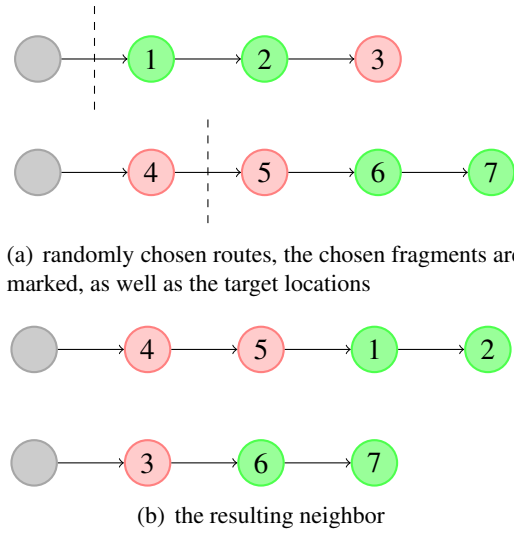 1 2 3
4 5 6 7
(a) randomly chosen routes, the chosen fragments are
marked, as well as the target locations
4 5 1 2
3 6 7
(b) the resulting neighbor